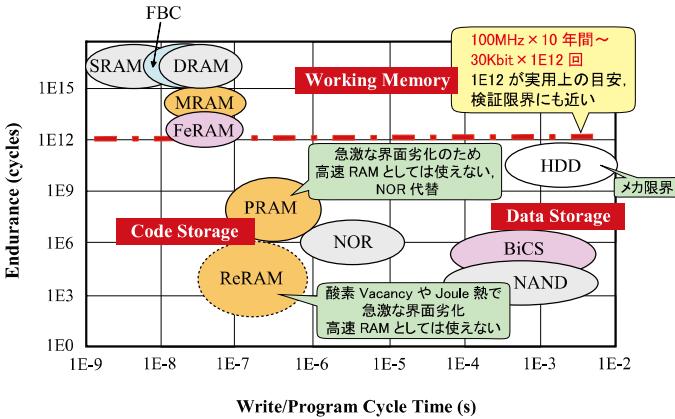 FBC
SRAM
DRAM
MRAM
FeRAM
Working Memory
100MHz×10 年間～
30Kbit×1E12 回
1E12 が実用上の目安,
検証限界にも近い
急激な界面劣化のため
高速 RAM としては使えない,
NOR 代替
HDD
メカ限界
PRAM
Code Storage
NOR
Data Storage
BiCS
NAND
ReRAM
酸素 Vacancy や Joule 熱で
急激な界面劣化
高速 RAM としては使えない
Endurance (cycles)
1E15
1E12
1E9
1E6
1E3
1E0
1E-9
1E-8
1E-7
1E-6
1E-5
1E-4
1E-3
1E-2
Write/Program Cycle Time (s)